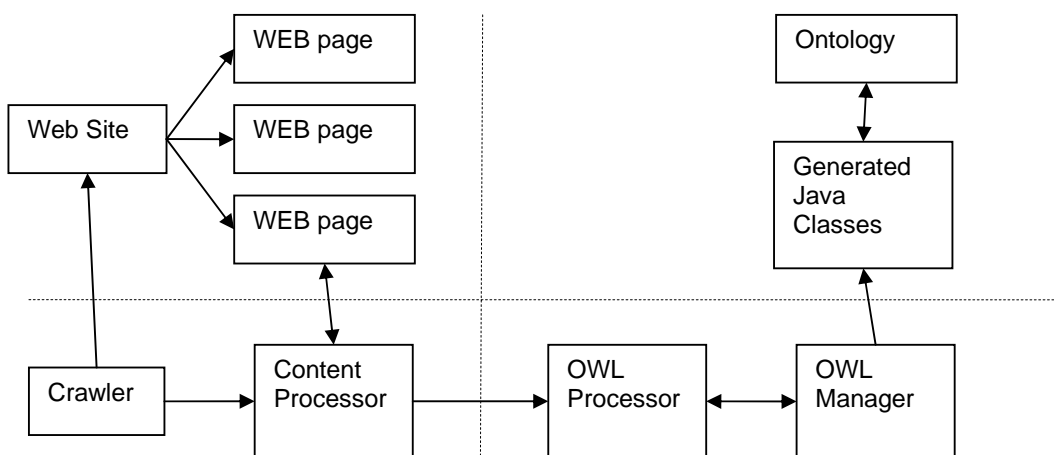 WEB page
Ontology
Web Site
WEB page
Generated
Java
Classes
WEB page
Crawler
Content
Processor
OWL
Processor
OWL
Manager